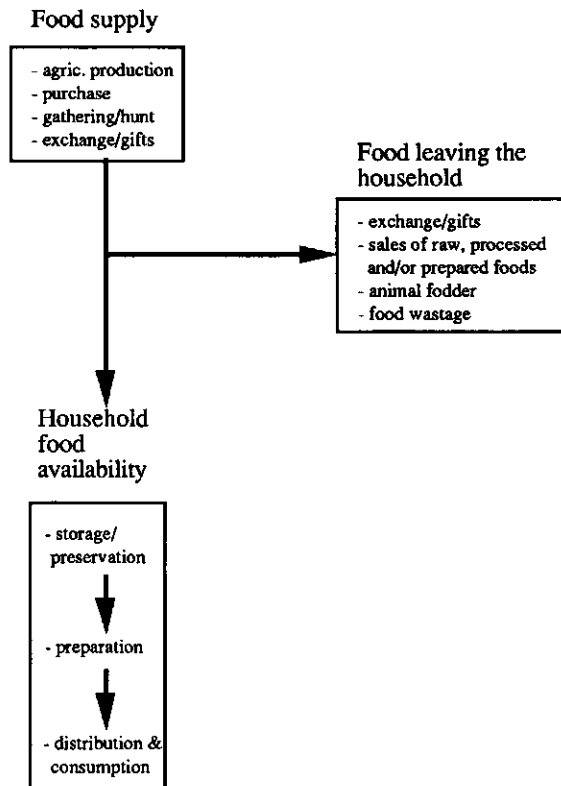 Food supply
- agric. production
- purchase
- gathering/hunt
- exchange/gifts
Food leaving the
household
- exchange/gifts
- sales of raw, processed
and/or prepared foods
- animal fodder
- food wastage
Household
food
availability
- storage/
preservation
- preparation
- distribution &
consumption